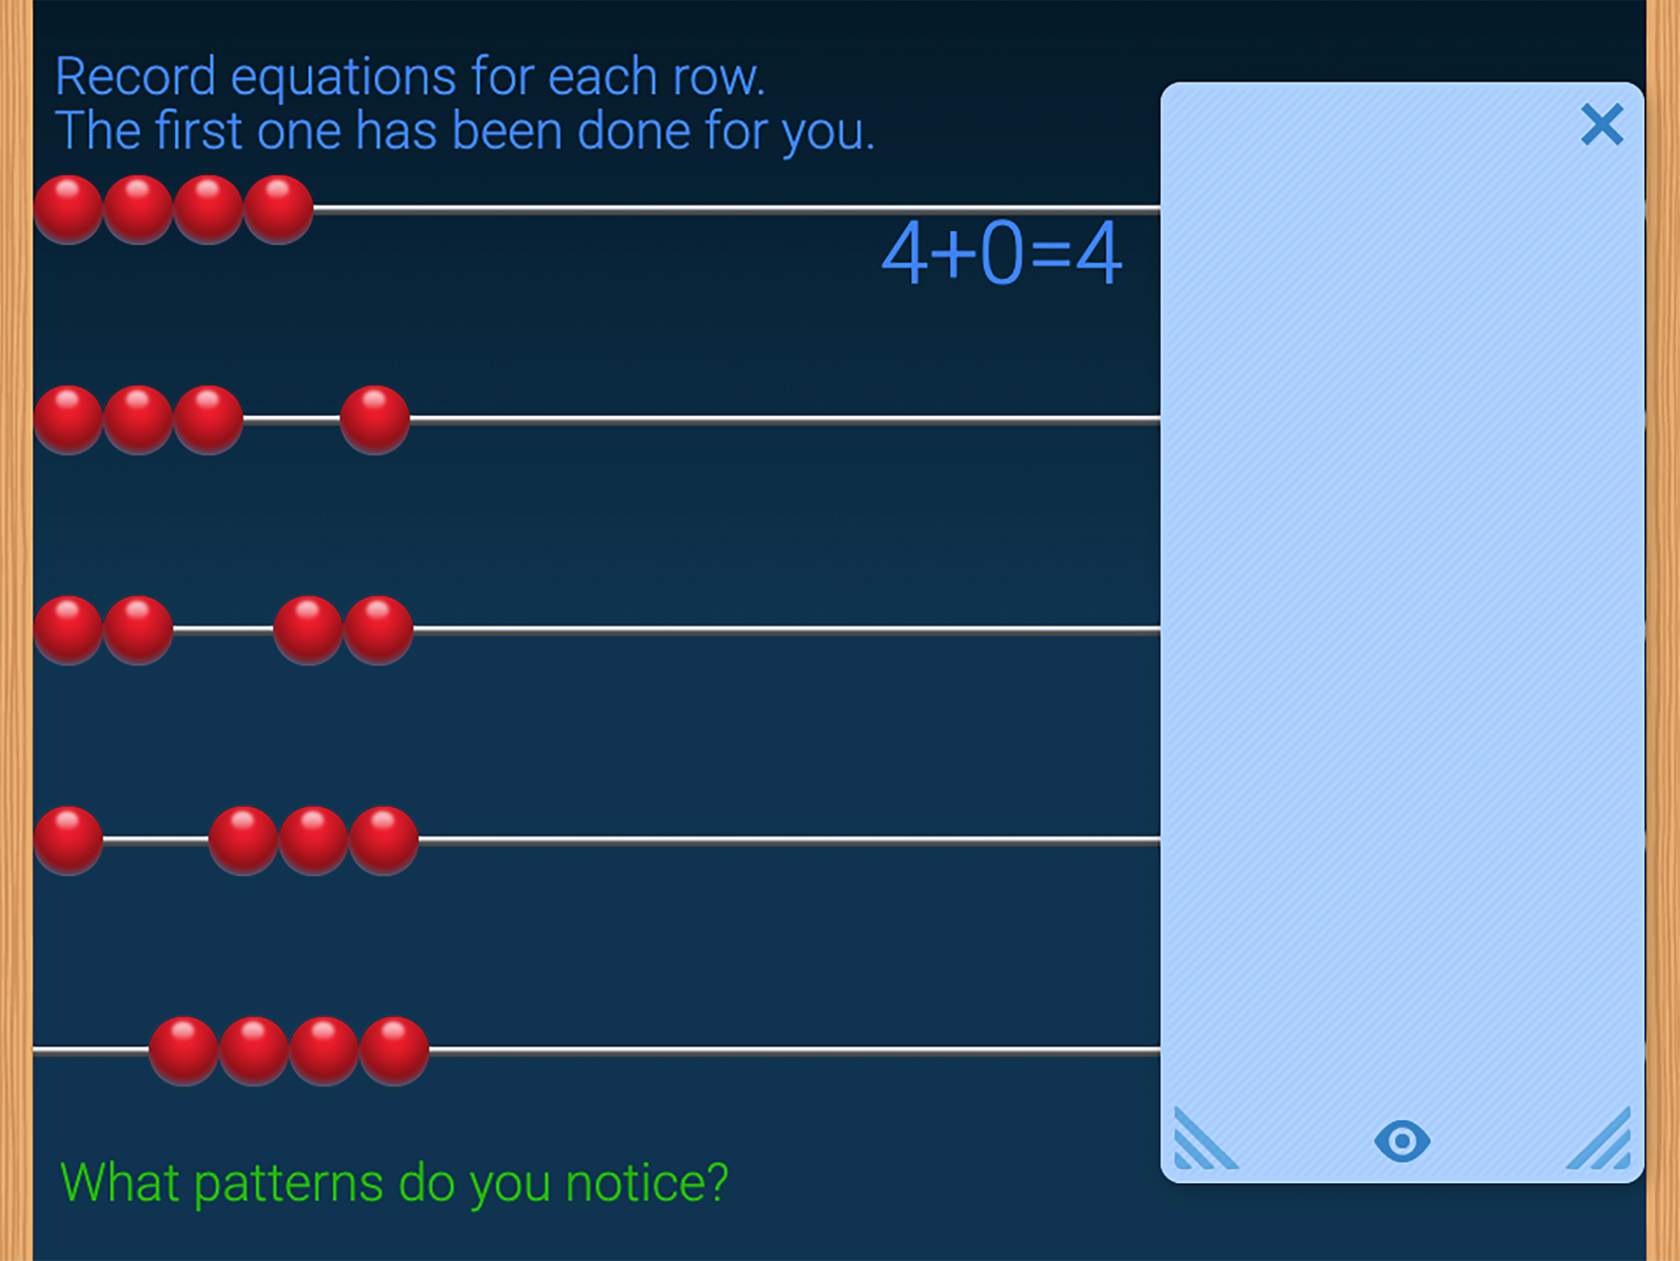 Record equations for each row.
The first one has been done for you.
4+0=4
What patterns do you notice?